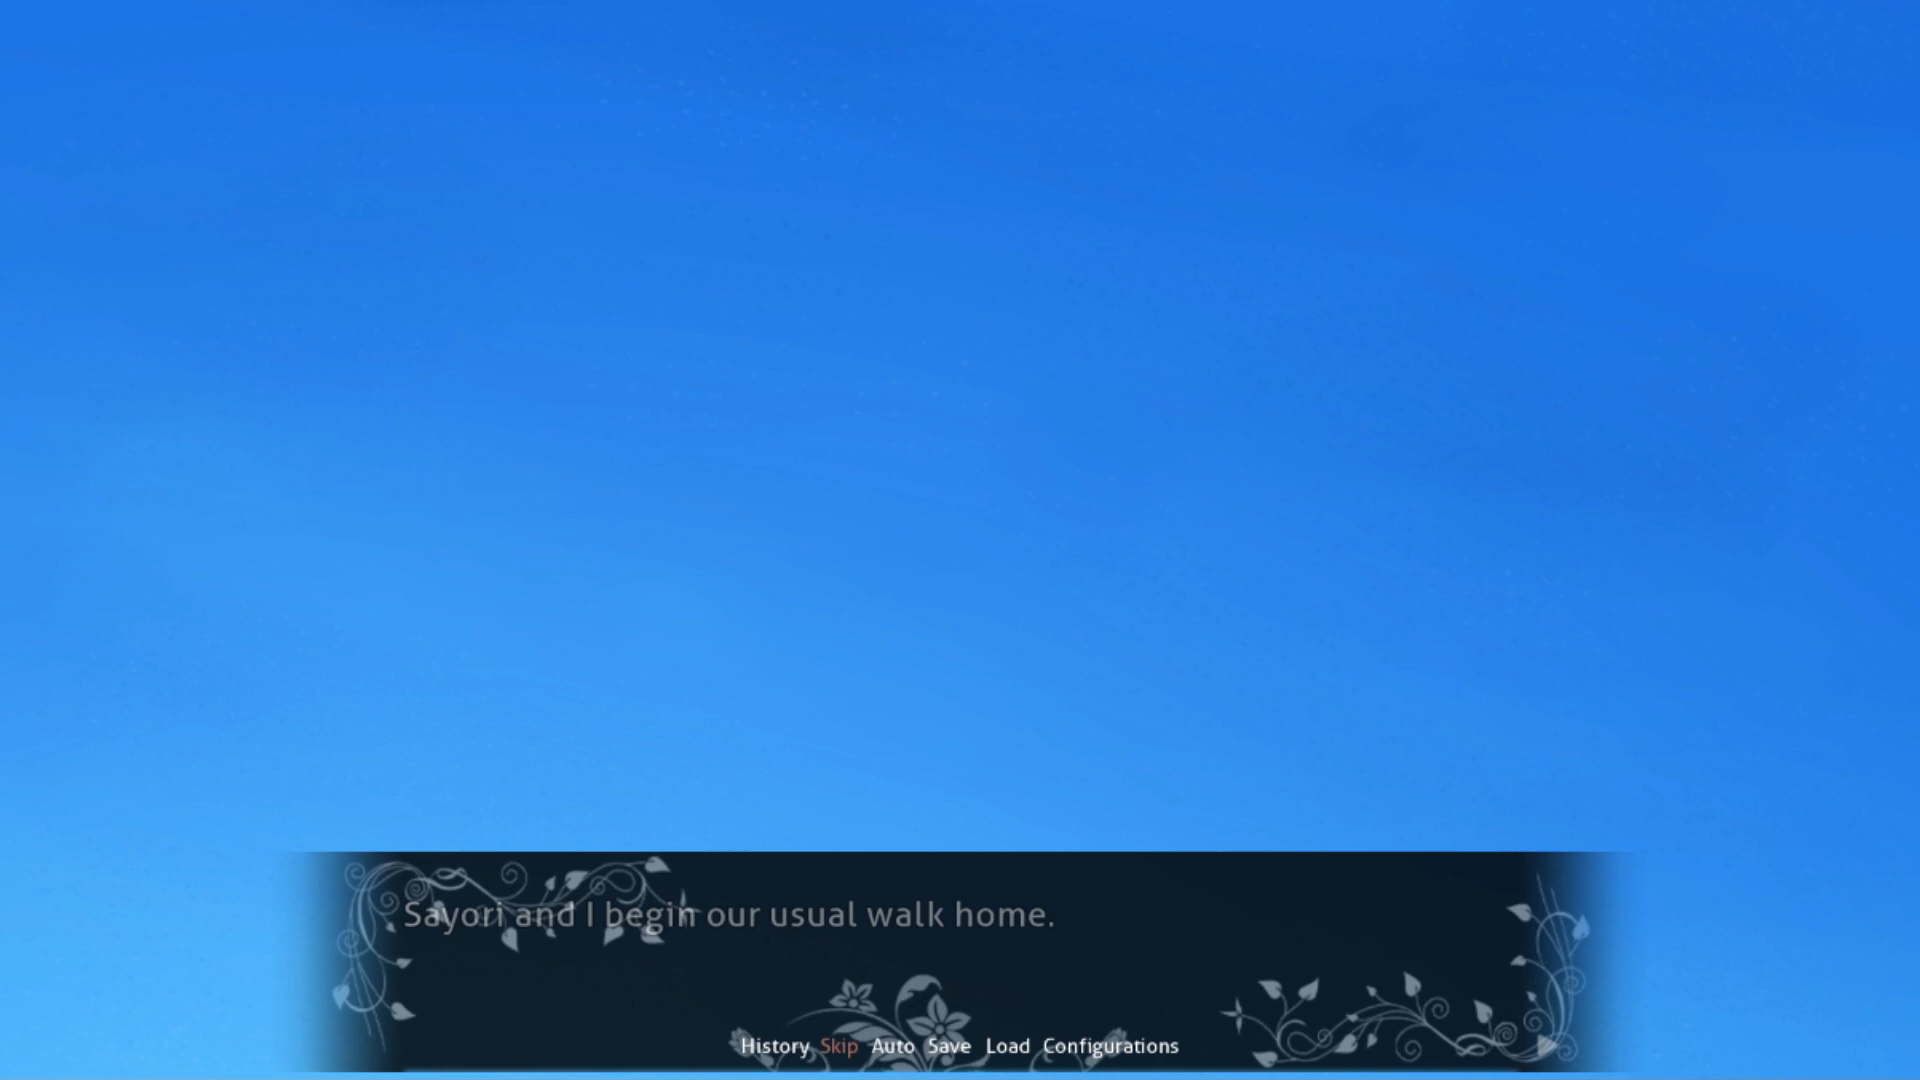 Sayori and I begin our usual walk home.
History Skip Auto Save Load Configurations